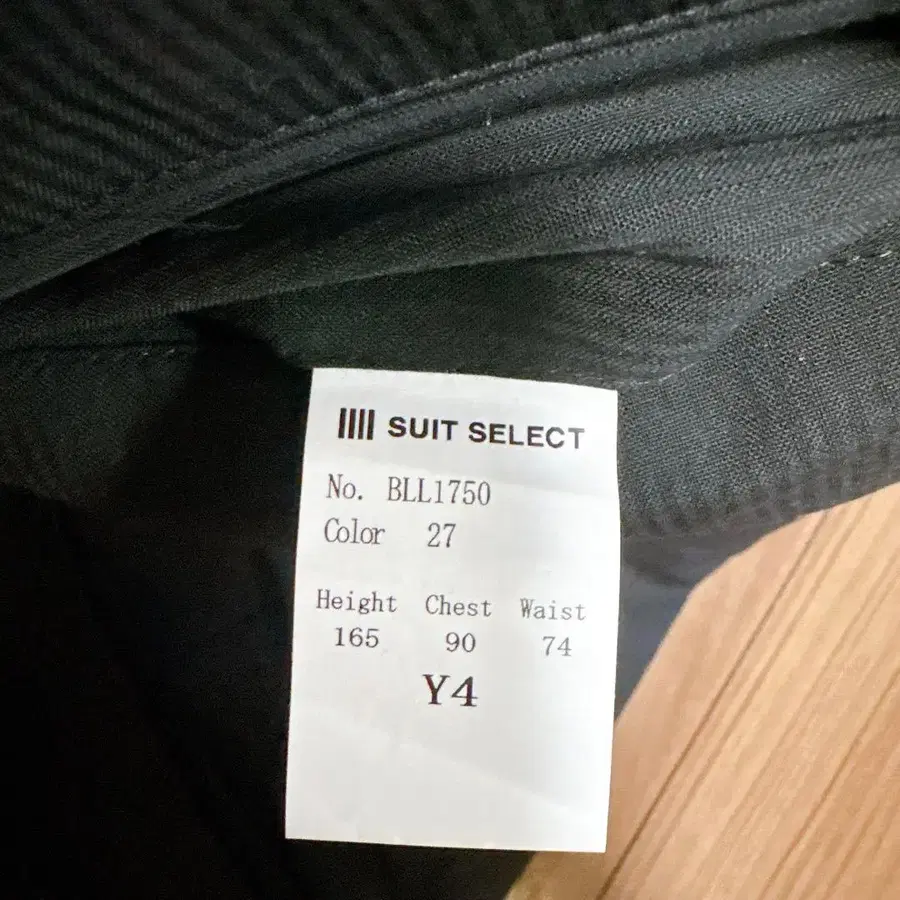 SUIT SELECT
No. BLL1750
Color 27
Height Chest Waist
165 90 74
Y4